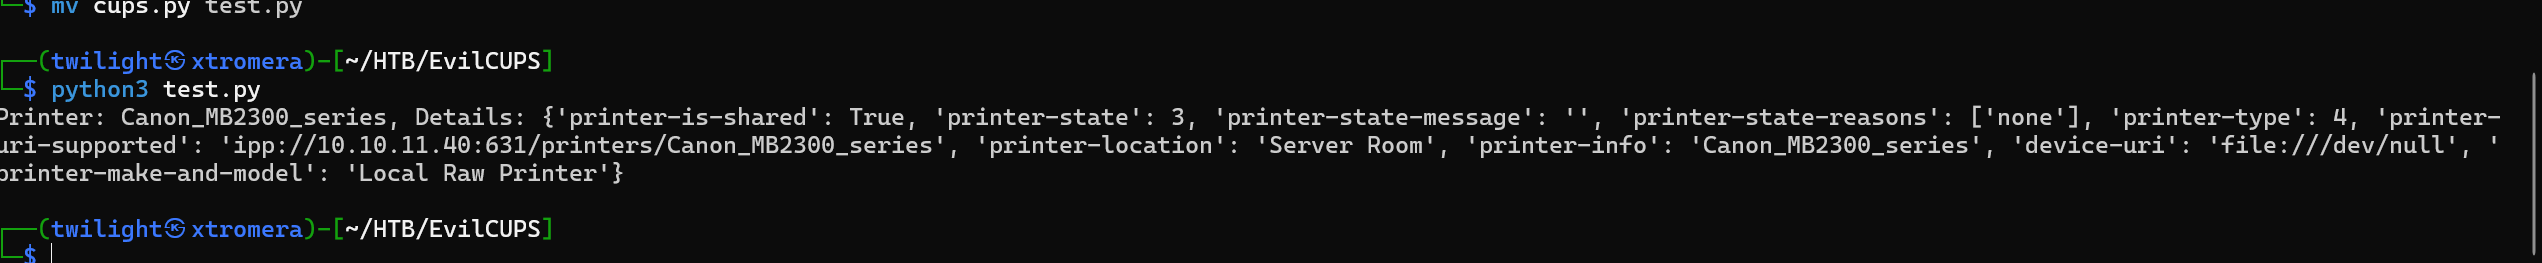 └─$ mv cups.py test.py
┌──(twilight㉿xtromera)-[~/HTB/EvilCUPS]
└─$ python3 test.py
Printer: Canon_MB2300_series, Details: {'printer-is-shared': True, 'printer-state': 3, 'printer-state-message': '', 'printer-state-reasons': ['none'], 'printer-type': 4, 'printer-
uri-supported': 'ipp://10.10.11.40:631/printers/Canon_MB2300_series', 'printer-location': 'Server Room', 'printer-info': 'Canon_MB2300_series', 'device-uri': 'file:///dev/null', '
printer-make-and-model': 'Local Raw Printer'}
┌──(twilight㉿xtromera)-[~/HTB/EvilCUPS]
└─$